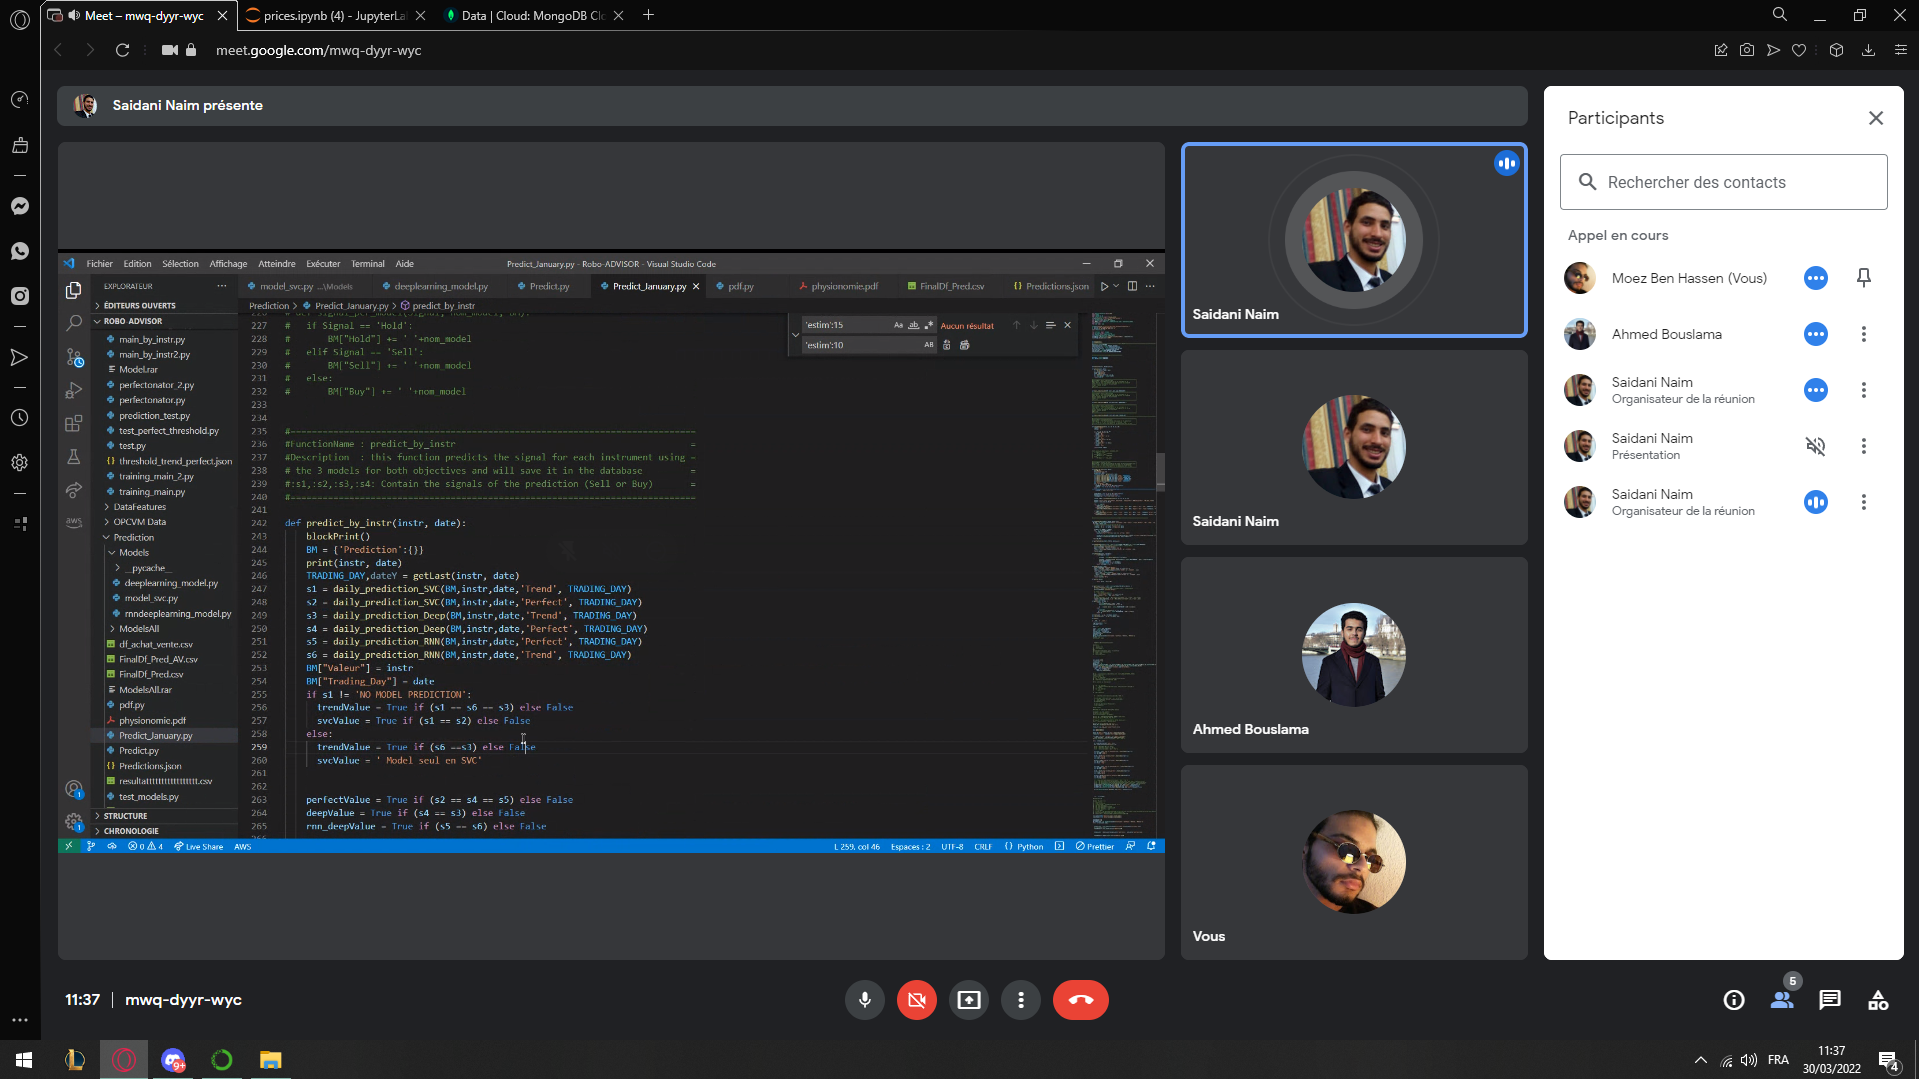 Meet – mwq-dyyr-wyc
prices.ipynb (4) - JupyterLa
Data | Cloud: MongoDB Cl
meet.google.com/mwq-dyyr-wyc
Saidani Naim présente
Fichier Edition Sélection Affichage Atteindre Exécuter Terminal Aide
Predict_January.py - Robo-ADVISOR - Visual Studio Code
EXPLORATEUR
model_svc.py ...\Models deeplearning_model.py Predict.py Predict_January.py pdf.py physionomie.pdf FinalDf_Pred.csv Predictions.json
ÉDITEURS OUVERTS
ROBO-ADVISOR
main_by_instr.py
main_by_instr2.py
Model.rar
perfectonator_2.py
perfectonator.py
prediction_test.py
test_perfect_threshold.py
test.py
threshold_trend_perfect.json
training_main_2.py
training_main.py
DataFeatures
OPCVM Data
Prediction
Models
__pycache__
deeplearning_model.py
model_svc.py
rnndeeplearning_model.py
ModelsAll
df_achat_vente.csv
FinalDf_Pred_AV.csv
FinalDf_Pred.csv
ModelsAll.rar
pdf.py
physionomie.pdf
Predict_January.py
Predict.py
Predictions.json
test_models.py
STRUCTURE
CHRONOLOGIE
Prediction > Predict_January.py > predict_by_instr
'estim':15
Aucun résultat
'estim':10
227 # if Signal == 'Hold':
228 # BM["Hold"] += ' '+nom_model
229 # elif Signal == 'Sell':
230 # BM["Sell"] += ' '+nom_model
231 # else:
232 # BM["Buy"] += ' '+nom_model
233
234
235 #----------------------------------------------------------------------------
236 #FunctionName : predict_by_instr =
237 #Description : this function predicts the signal for each instrument using =
238 # the 3 models for both objectives and will save it in the database =
239 #:s1,:s2,:s3,:s4: Contain the signals of the prediction (Sell or Buy) =
240 #----------------------------------------------------------------------------
241
242 def predict_by_instr(instr, date):
243 blockPrint()
244 BM = {'Prediction':{}}
245 print(instr, date)
246 TRADING_DAY,dateY = getLast(instr, date)
247 s1 = daily_prediction_SVC(BM,instr,date,'Trend', TRADING_DAY)
248 s2 = daily_prediction_SVC(BM,instr,date,'Perfect', TRADING_DAY)
249 s3 = daily_prediction_Deep(BM,instr,date,'Trend', TRADING_DAY)
250 s4 = daily_prediction_Deep(BM,instr,date,'Perfect', TRADING_DAY)
251 s5 = daily_prediction_RNN(BM,instr,date,'Perfect', TRADING_DAY)
252 s6 = daily_prediction_RNN(BM,instr,date,'Trend', TRADING_DAY)
253 BM["Valeur"] = instr
254 BM["Trading_Day"] = date
255 if s1 != 'NO MODEL PREDICTION':
256 trendValue = True if (s1 == s6 == s3) else False
257 svcValue = True if (s1 == s2) else False
258 else:
259 trendValue = True if (s6 ==s3) else False
260 svcValue = ' Model seul en SVC'
261
262
263 perfectValue = True if (s2 == s4 == s5) else False
264 deepValue = True if (s4 == s3) else False
265 rnn_deepValue = True if (s5 == s6) else False
0 4 Live Share AWS
L 259, col 46 Espaces : 2 UTF-8 CRLF Python Prettier
Saidani Naim
Saidani Naim
Ahmed Bouslama
Vous
Participants
Rechercher des contacts
Appel en cours
Moez Ben Hassen (Vous)
Ahmed Bouslama
Saidani Naim
Organisateur de la réunion
Saidani Naim
Présentation
Saidani Naim
Organisateur de la réunion
11:37 | mwq-dyyr-wyc
5
9+
FRA
11:37
30/03/2022
4